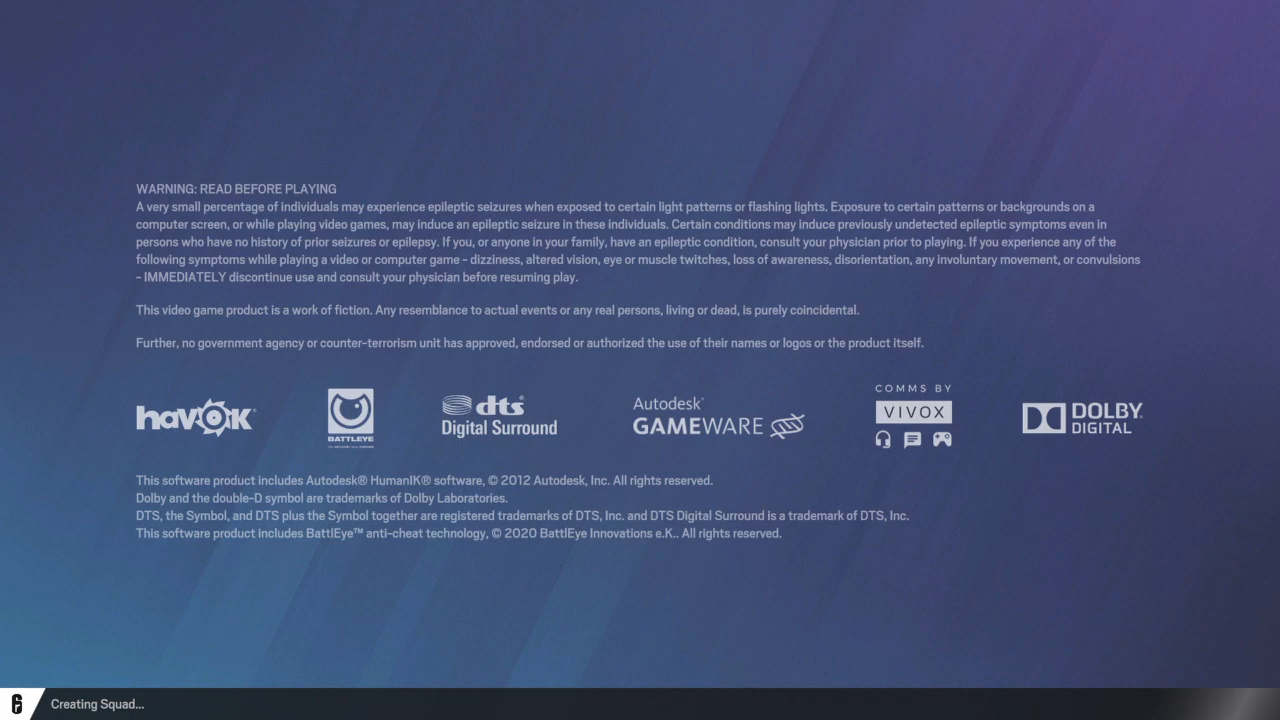 WARNING: READ BEFORE PLAYING
A very small percentage of individuals may experience epileptic seizures when exposed to certain light patterns or flashing lights. Exposure to certain patterns or backgrounds on a
computer screen, or while playing video games, may induce an epileptic seizure in these individuals. Certain conditions may induce previously undetected epileptic symptoms even in
persons who have no history of prior seizures or epilepsy. If you, or anyone in your family, have an epileptic condition, consult your physician prior to playing. If you experience any of the
following symptoms while playing a video or computer game - dizziness, altered vision, eye or muscle twitches, loss of awareness, disorientation, any involuntary movement, or convulsions
- IMMEDIATELY discontinue use and consult your physician before resuming play.
This video game product is a work of fiction. Any resemblance to actual events or any real persons, living or dead, is purely coincidental.
Further, no government agency or counter-terrorism unit has approved, endorsed or authorized the use of their names or logos or the product itself.
havok
BATTLEYE
dts
Digital Surround
Autodesk®
GAMEWARE
COMMS BY
VIVOX
DOLBY
DIGITAL
This software product includes Autodesk® HumanIK® software, © 2012 Autodesk, Inc. All rights reserved.
Dolby and the double-D symbol are trademarks of Dolby Laboratories.
DTS, the Symbol, and DTS plus the Symbol together are registered trademarks of DTS, Inc. and DTS Digital Surround is a trademark of DTS, Inc.
This software product includes BattlEye™ anti-cheat technology, © 2020 BattlEye Innovations e.K.. All rights reserved.
6
Creating Squad...